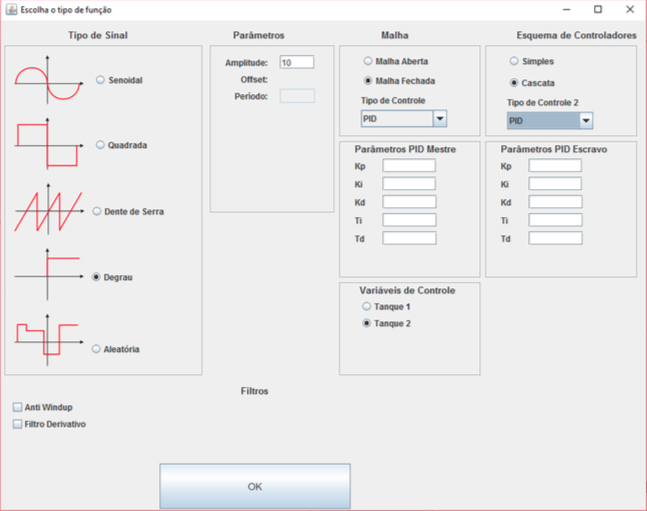 Escolha o tipo de função
Tipo de Sinal
Senoidal
Quadrada
Dente de Serra
Degrau
Aleatória
Parâmetros
Amplitude: 10
Offset:
Período:
Malha
Malha Aberta
Malha Fechada
Tipo de Controle
PID
Esquema de Controladores
Simples
Cascata
Tipo de Controle 2
PID
Parâmetros PID Mestre
Kp
Ki
Kd
Ti
Td
Parâmetros PID Escravo
Kp
Ki
Kd
Ti
Td
Variáveis de Controle
Tanque 1
Tanque 2
Filtros
Anti Windup
Filtro Derivativo
OK